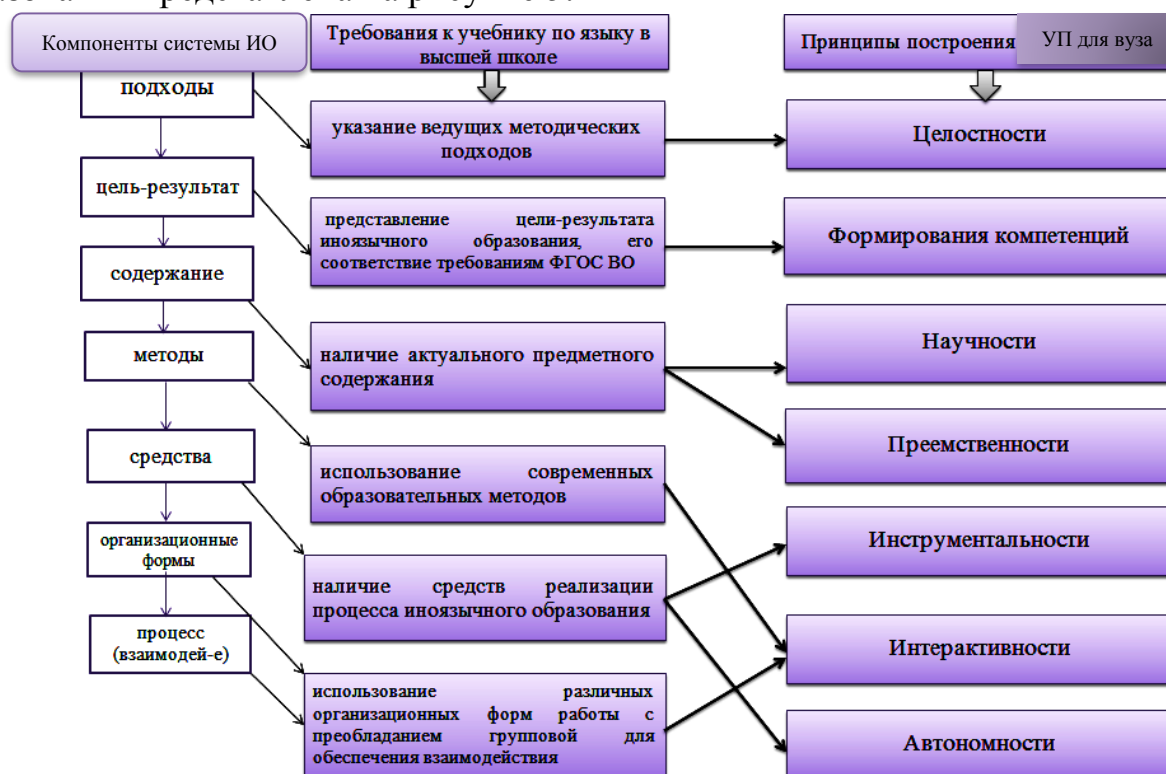 Компоненты системы ИО
подходы
цель-результат
содержание
методы
средства
организационные
формы
процесс
(взаимодей-е)
Требования к учебнику по языку в
высшей школе
указание ведущих методических
подходов
представление цели-результата
иноязычного образования, его
соответствие требованиям ФГОС ВО
наличие актуального предметного
содержания
использование современных
образовательных методов
наличие средств реализации
процесса иноязычного образования
использование различных
организационных форм работы с
преобладанием групповой для
обеспечения взаимодействия
Принципы построения УП для вуза
Целостности
Формирования компетенций
Научности
Преемственности
Инструментальности
Интерактивности
Автономности